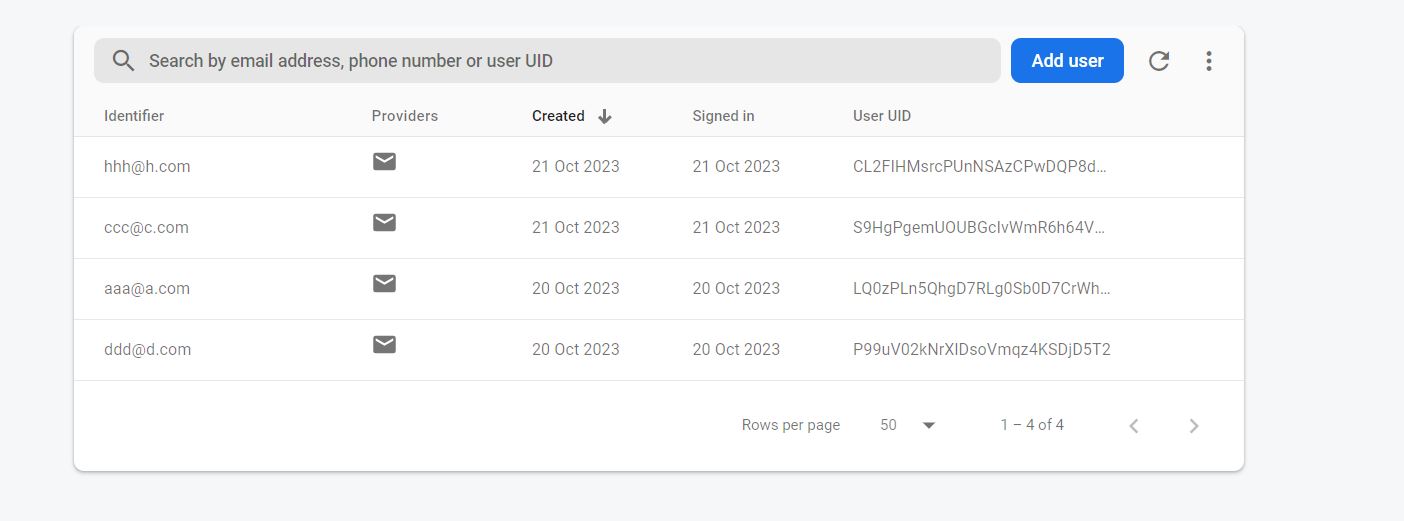 Search by email address, phone number or user UID Add user
Identifier Providers Created Signed in User UID
hhh@h.com 21 Oct 2023 21 Oct 2023 CL2FIHMsrcPUnNSAzCPwDQP8d...
ccc@c.com 21 Oct 2023 21 Oct 2023 S9HgPgemUOUBGcIvWmR6h64V...
aaa@a.com 20 Oct 2023 20 Oct 2023 LQ0zPLn5QhgD7RLg0Sb0D7CrWh...
ddd@d.com 20 Oct 2023 20 Oct 2023 P99uV02kNrXIDsoVmqz4KSDjD5T2
Rows per page 50 1 – 4 of 4